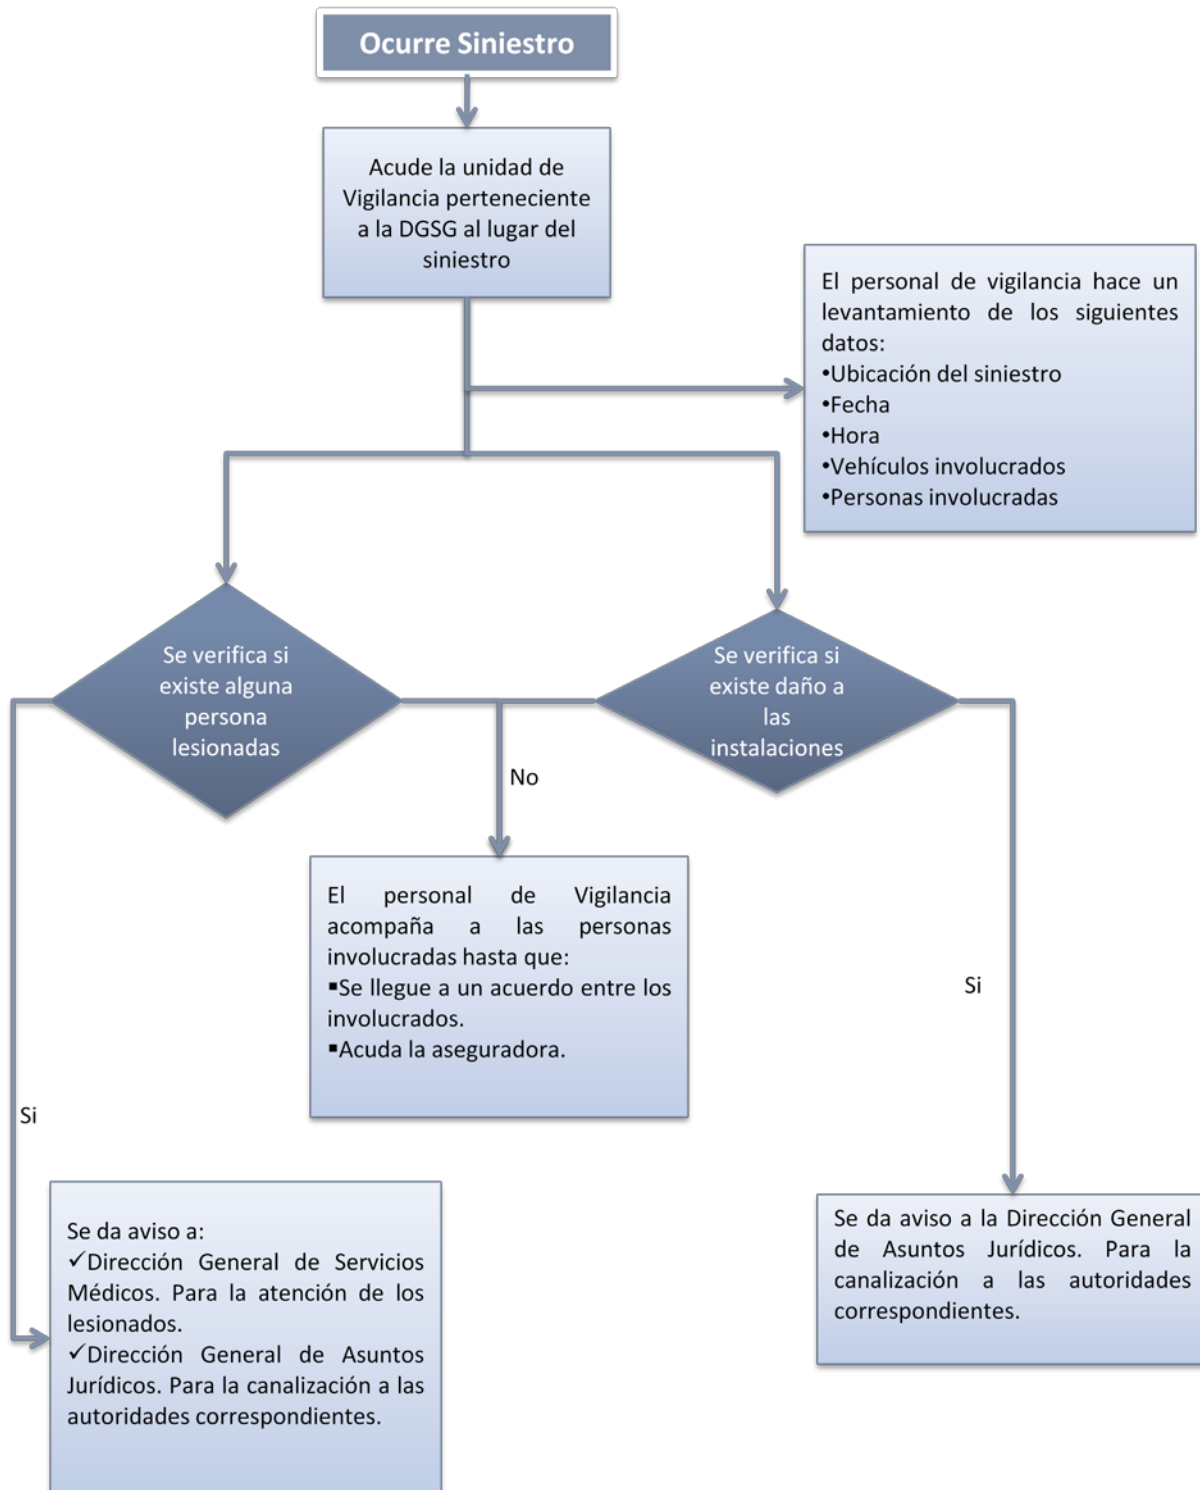 Ocurre Siniestro
Acude la unidad de
Vigilancia perteneciente
a la DGSG al lugar del
siniestro
El personal de vigilancia hace un
levantamiento de los siguientes
datos:
•Ubicación del siniestro
•Fecha
•Hora
•Vehículos involucrados
•Personas involucradas
Se verifica si
existe alguna
persona
lesionadas
Se verifica si
existe daño a
las
instalaciones
No
El personal de Vigilancia
acompaña a las personas
involucradas hasta que:
▪Se llegue a un acuerdo entre los
involucrados.
▪Acuda la aseguradora.
Si
Si
Se da aviso a:
✓Dirección General de Servicios
Médicos. Para la atención de los
lesionados.
✓Dirección General de Asuntos
Jurídicos. Para la canalización a las
autoridades correspondientes.
Se da aviso a la Dirección General
de Asuntos Jurídicos. Para la
canalización a las autoridades
correspondientes.